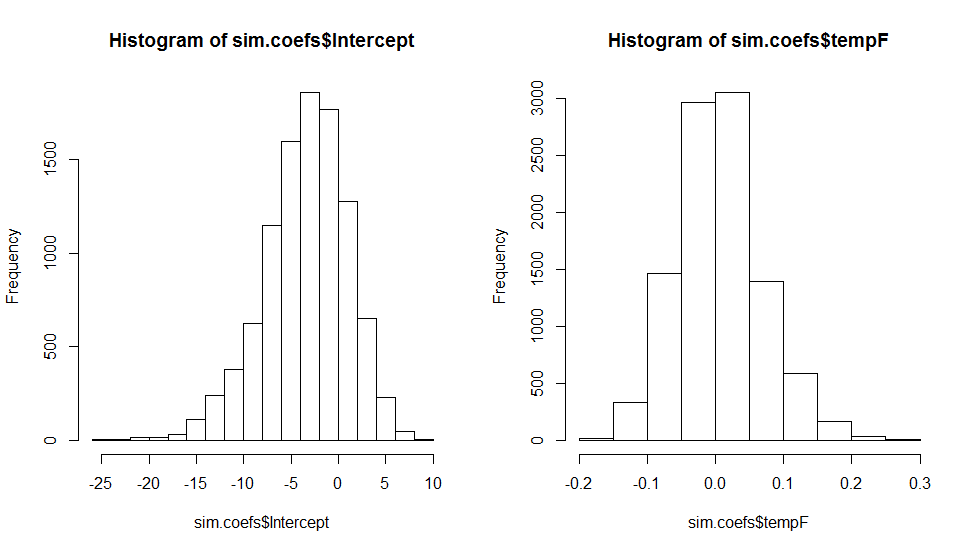 Histogram of sim.coefs$Intercept
Frequency
0
500
1000
1500
-25 -20 -15 -10 -5 0 5 10
sim.coefs$Intercept
Histogram of sim.coefs$tempF
Frequency
0
500
1000
1500
2000
2500
3000
-0.2 -0.1 0.0 0.1 0.2 0.3
sim.coefs$tempF